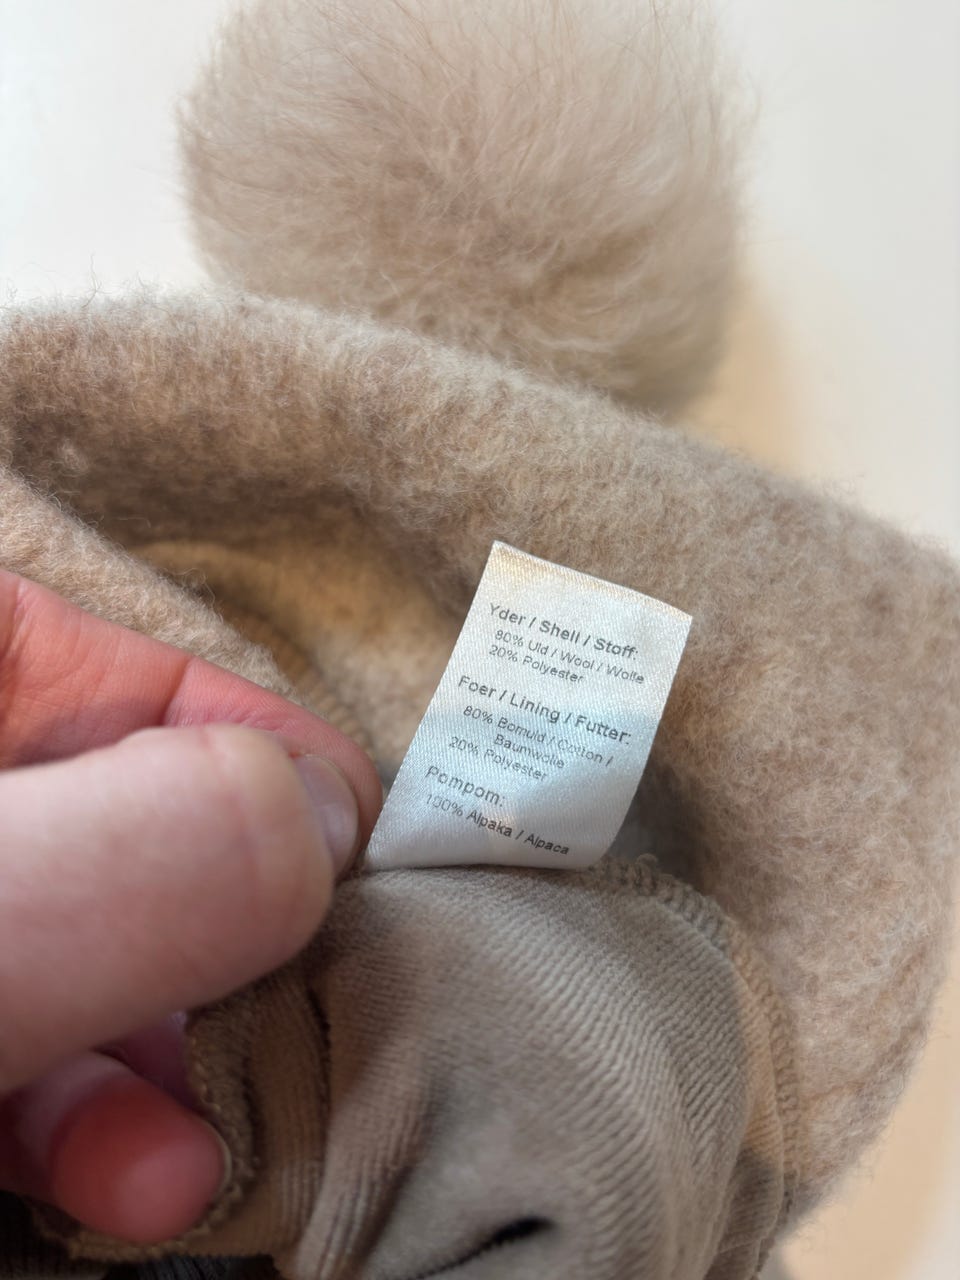 Yder / Shell / Stoff:
80% Uld / Wool / Wolle
20% Polyester
Foer / Lining / Futter:
80% Bomuld / Cotton /
Baumwolle
20% Polyester
Pompom:
100% Alpaka / Alpaca